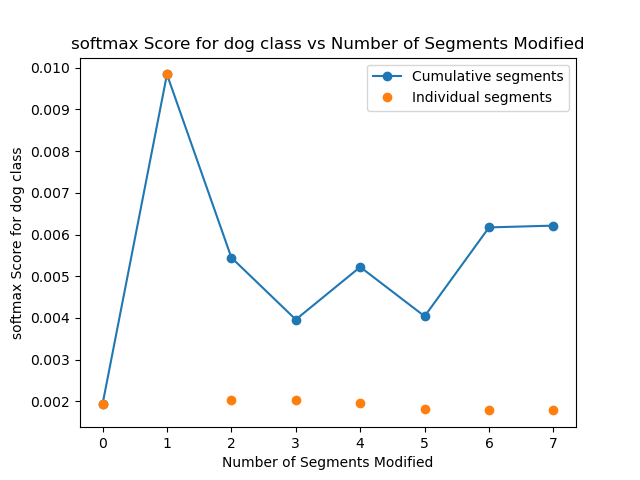 softmax Score for dog class vs Number of Segments Modified
Cumulative segments
Individual segments
softmax Score for dog class
0.010
0.009
0.008
0.007
0.006
0.005
0.004
0.003
0.002
0 1 2 3 4 5 6 7
Number of Segments Modified